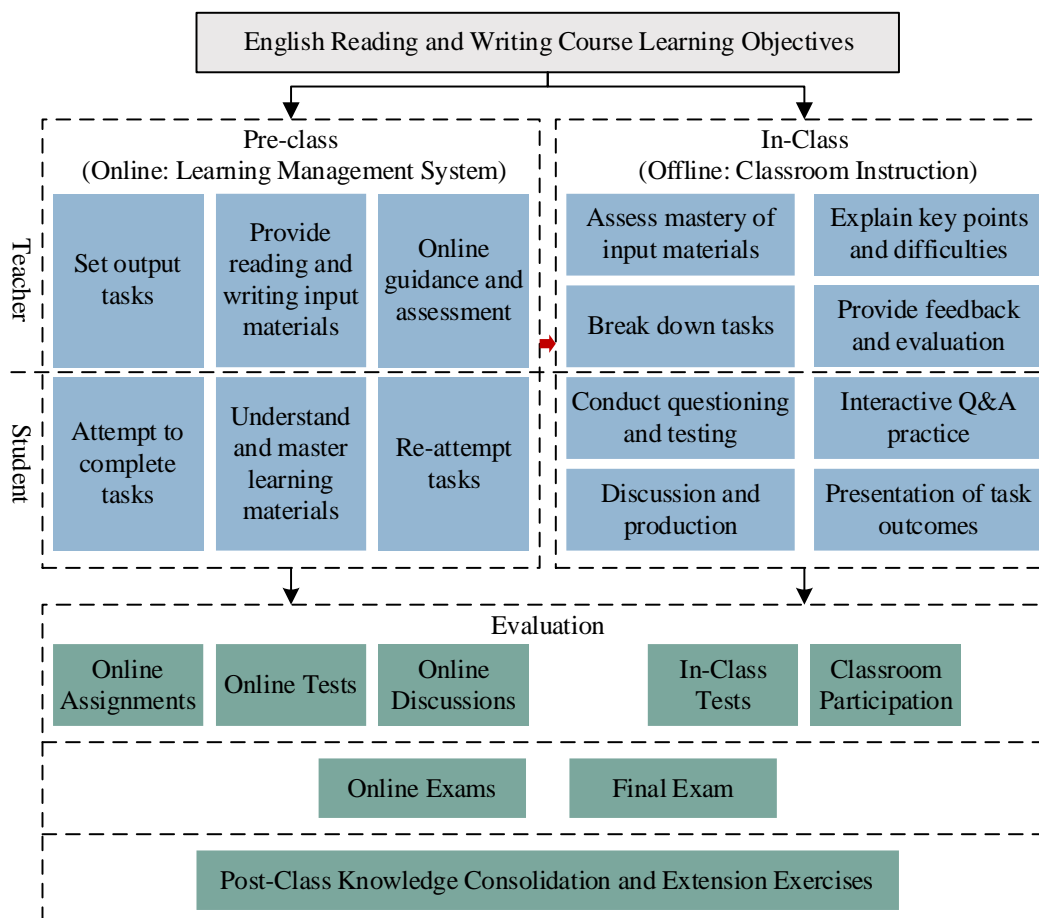 English Reading and Writing Course Learning Objectives
Pre-class
(Online: Learning Management System)
In-Class
(Offline: Classroom Instruction)
Teacher
Set output
tasks
Provide
reading and
writing input
materials
Online
guidance and
assessment
Assess mastery of
input materials
Explain key points
and difficulties
Break down tasks
Provide feedback
and evaluation
Student
Attempt to
complete
tasks
Understand
and master
learning
materials
Re-attempt
tasks
Conduct questioning
and testing
Interactive Q&A
practice
Discussion and
production
Presentation of task
outcomes
Evaluation
Online
Assignments
Online Tests
Online
Discussions
In-Class
Tests
Classroom
Participation
Online Exams
Final Exam
Post-Class Knowledge Consolidation and Extension Exercises